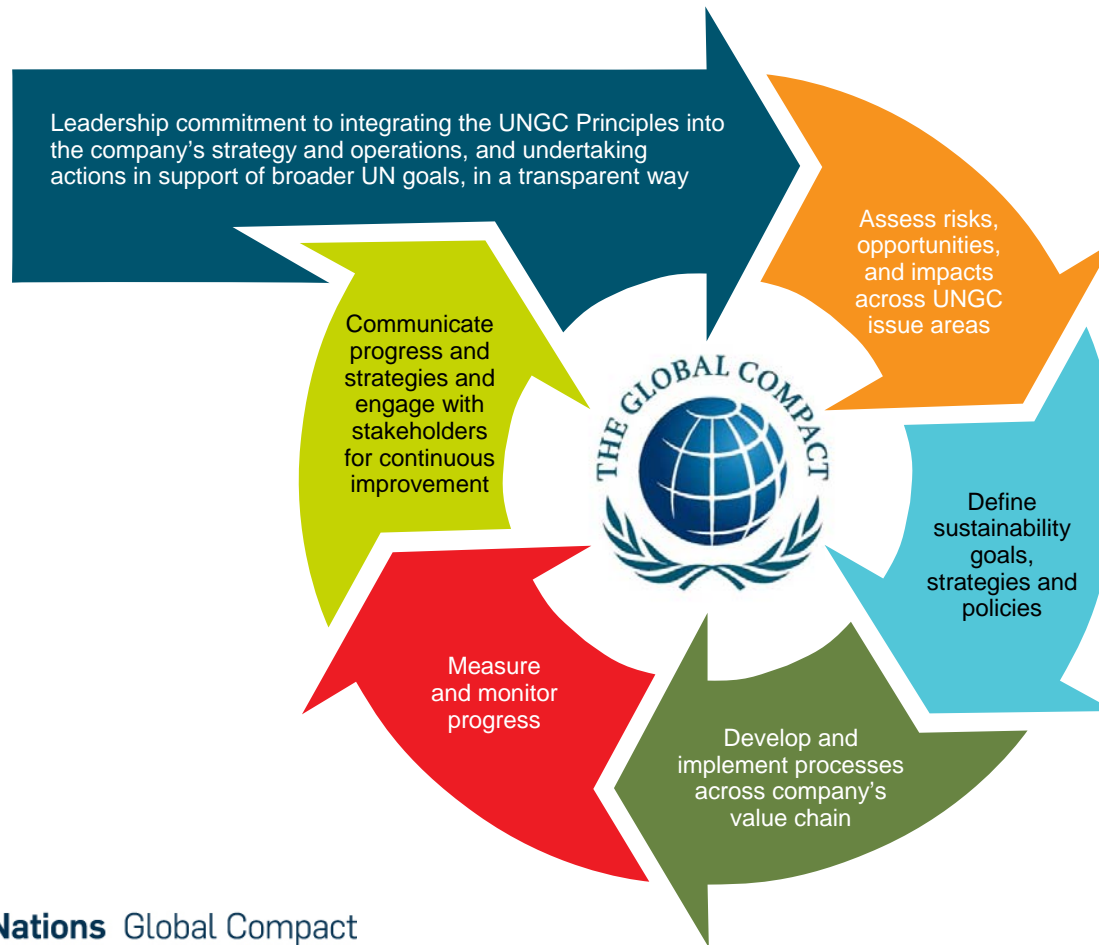 Leadership commitment to integrating the UNGC Principles into
the company's strategy and operations, and undertaking
actions in support of broader UN goals, in a transparent way
Assess risks,
opportunities,
and impacts
across UNGC
issue areas
Define
sustainability
goals,
strategies and
policies
Develop and
implement processes
across company's
value chain
Measure
and monitor
progress
Communicate
progress and
strategies and
engage with
stakeholders
for continuous
improvement
THE GLOBAL COMPACT
Nations Global Compact